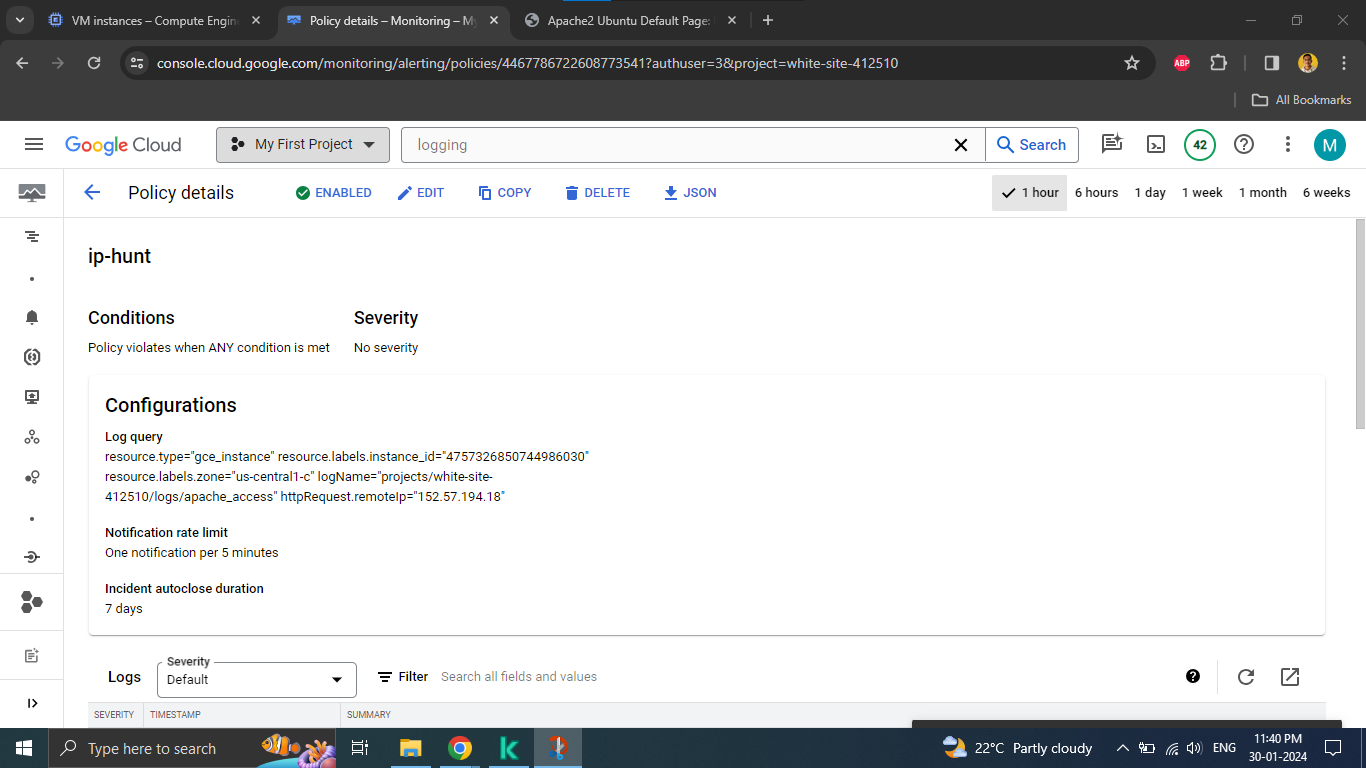 VM instances – Compute Engin
Policy details – Monitoring – My
Apache2 Ubuntu Default Page:
console.cloud.google.com/monitoring/alerting/policies/4467786722608773541?authuser=3&project=white-site-412510
ABP
All Bookmarks
Google Cloud
My First Project
logging
Search
42
M
Policy details
ENABLED
EDIT
COPY
DELETE
JSON
1 hour
6 hours
1 day
1 week
1 month
6 weeks
ip-hunt
Conditions
Severity
Policy violates when ANY condition is met
No severity
Configurations
Log query
resource.type="gce_instance" resource.labels.instance_id="4757326850744986030"
resource.labels.zone="us-central1-c" logName="projects/white-site-
412510/logs/apache_access" httpRequest.remoteIp="152.57.194.18"
Notification rate limit
One notification per 5 minutes
Incident autoclose duration
7 days
Logs
Severity
Default
Filter
Search all fields and values
SEVERITY
TIMESTAMP
SUMMARY
Type here to search
22°C Partly cloudy
ENG
11:40 PM
30-01-2024